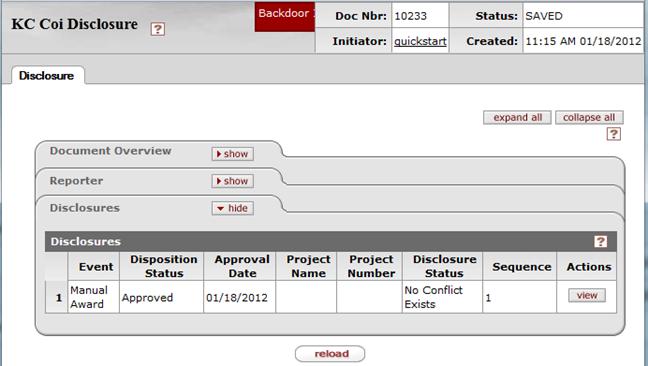 KC Coi Disclosure ?
Backdoor
Doc Nbr: 10233 Status: SAVED
Initiator: quickstart Created: 11:15 AM 01/18/2012
Disclosure
expand all collapse all
?
Document Overview show
Reporter show
Disclosures hide
Disclosures ?
Event Disposition Status Approval Date Project Name Project Number Disclosure Status Sequence Actions
1 Manual Award Approved 01/18/2012 No Conflict Exists 1 view
reload